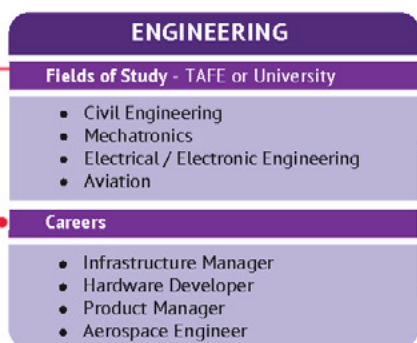 ENGINEERING
Fields of Study - TAFE or University
• Civil Engineering
• Mechatronics
• Electrical / Electronic Engineering
• Aviation
Careers
• Infrastructure Manager
• Hardware Developer
• Product Manager
• Aerospace Engineer